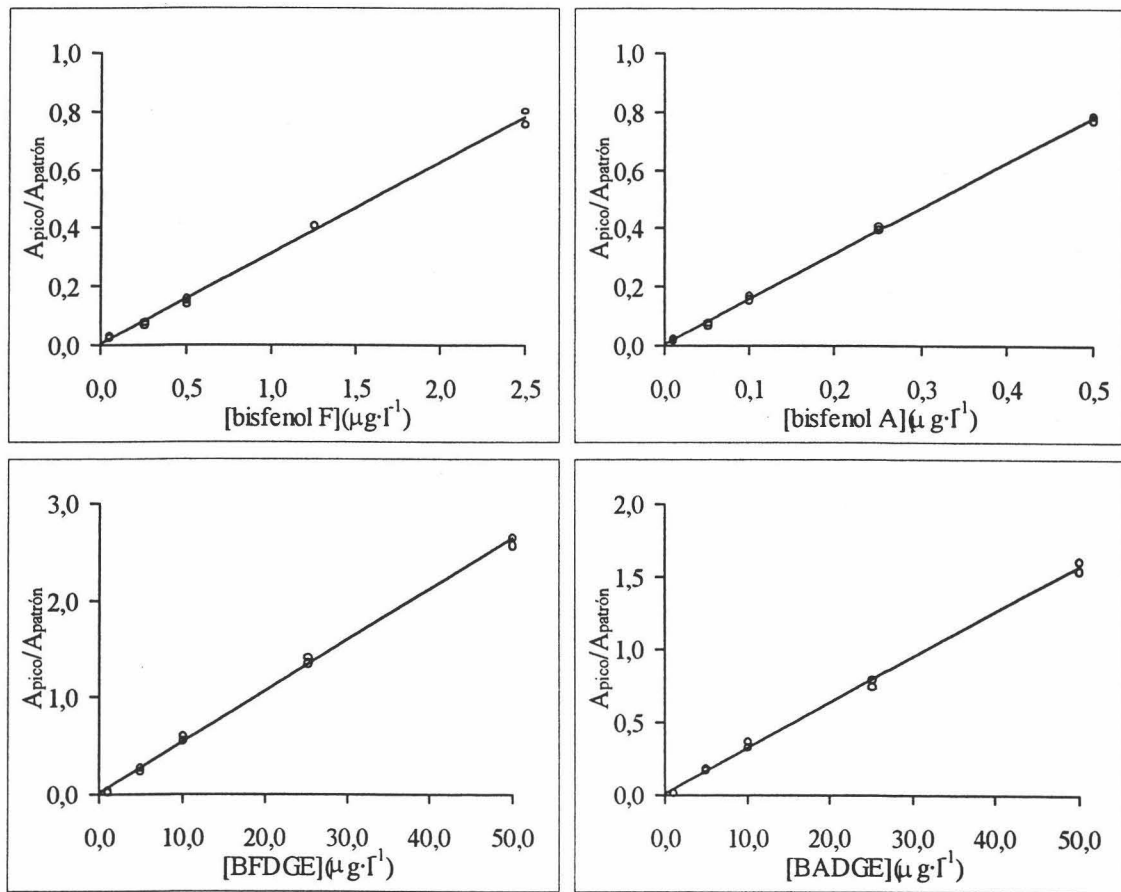 1,0
0,8
0,6
0,4
0,2
0,0
Apico/Apatrón
0,0 0,5 1,0 1,5 2,0 2,5
[bisfenol F](μg·l⁻¹)
1,0
0,8
0,6
0,4
0,2
0,0
Apico/Apatrón
0,0 0,1 0,2 0,3 0,4 0,5
[bisfenol A](μg·l⁻¹)
3,0
2,0
1,0
0,0
Apico/Apatrón
0,0 10,0 20,0 30,0 40,0 50,0
[BFDGE](μg·l⁻¹)
2,0
1,5
1,0
0,5
0,0
Apico/Apatrón
0,0 10,0 20,0 30,0 40,0 50,0
[BADGE](μg·l⁻¹)